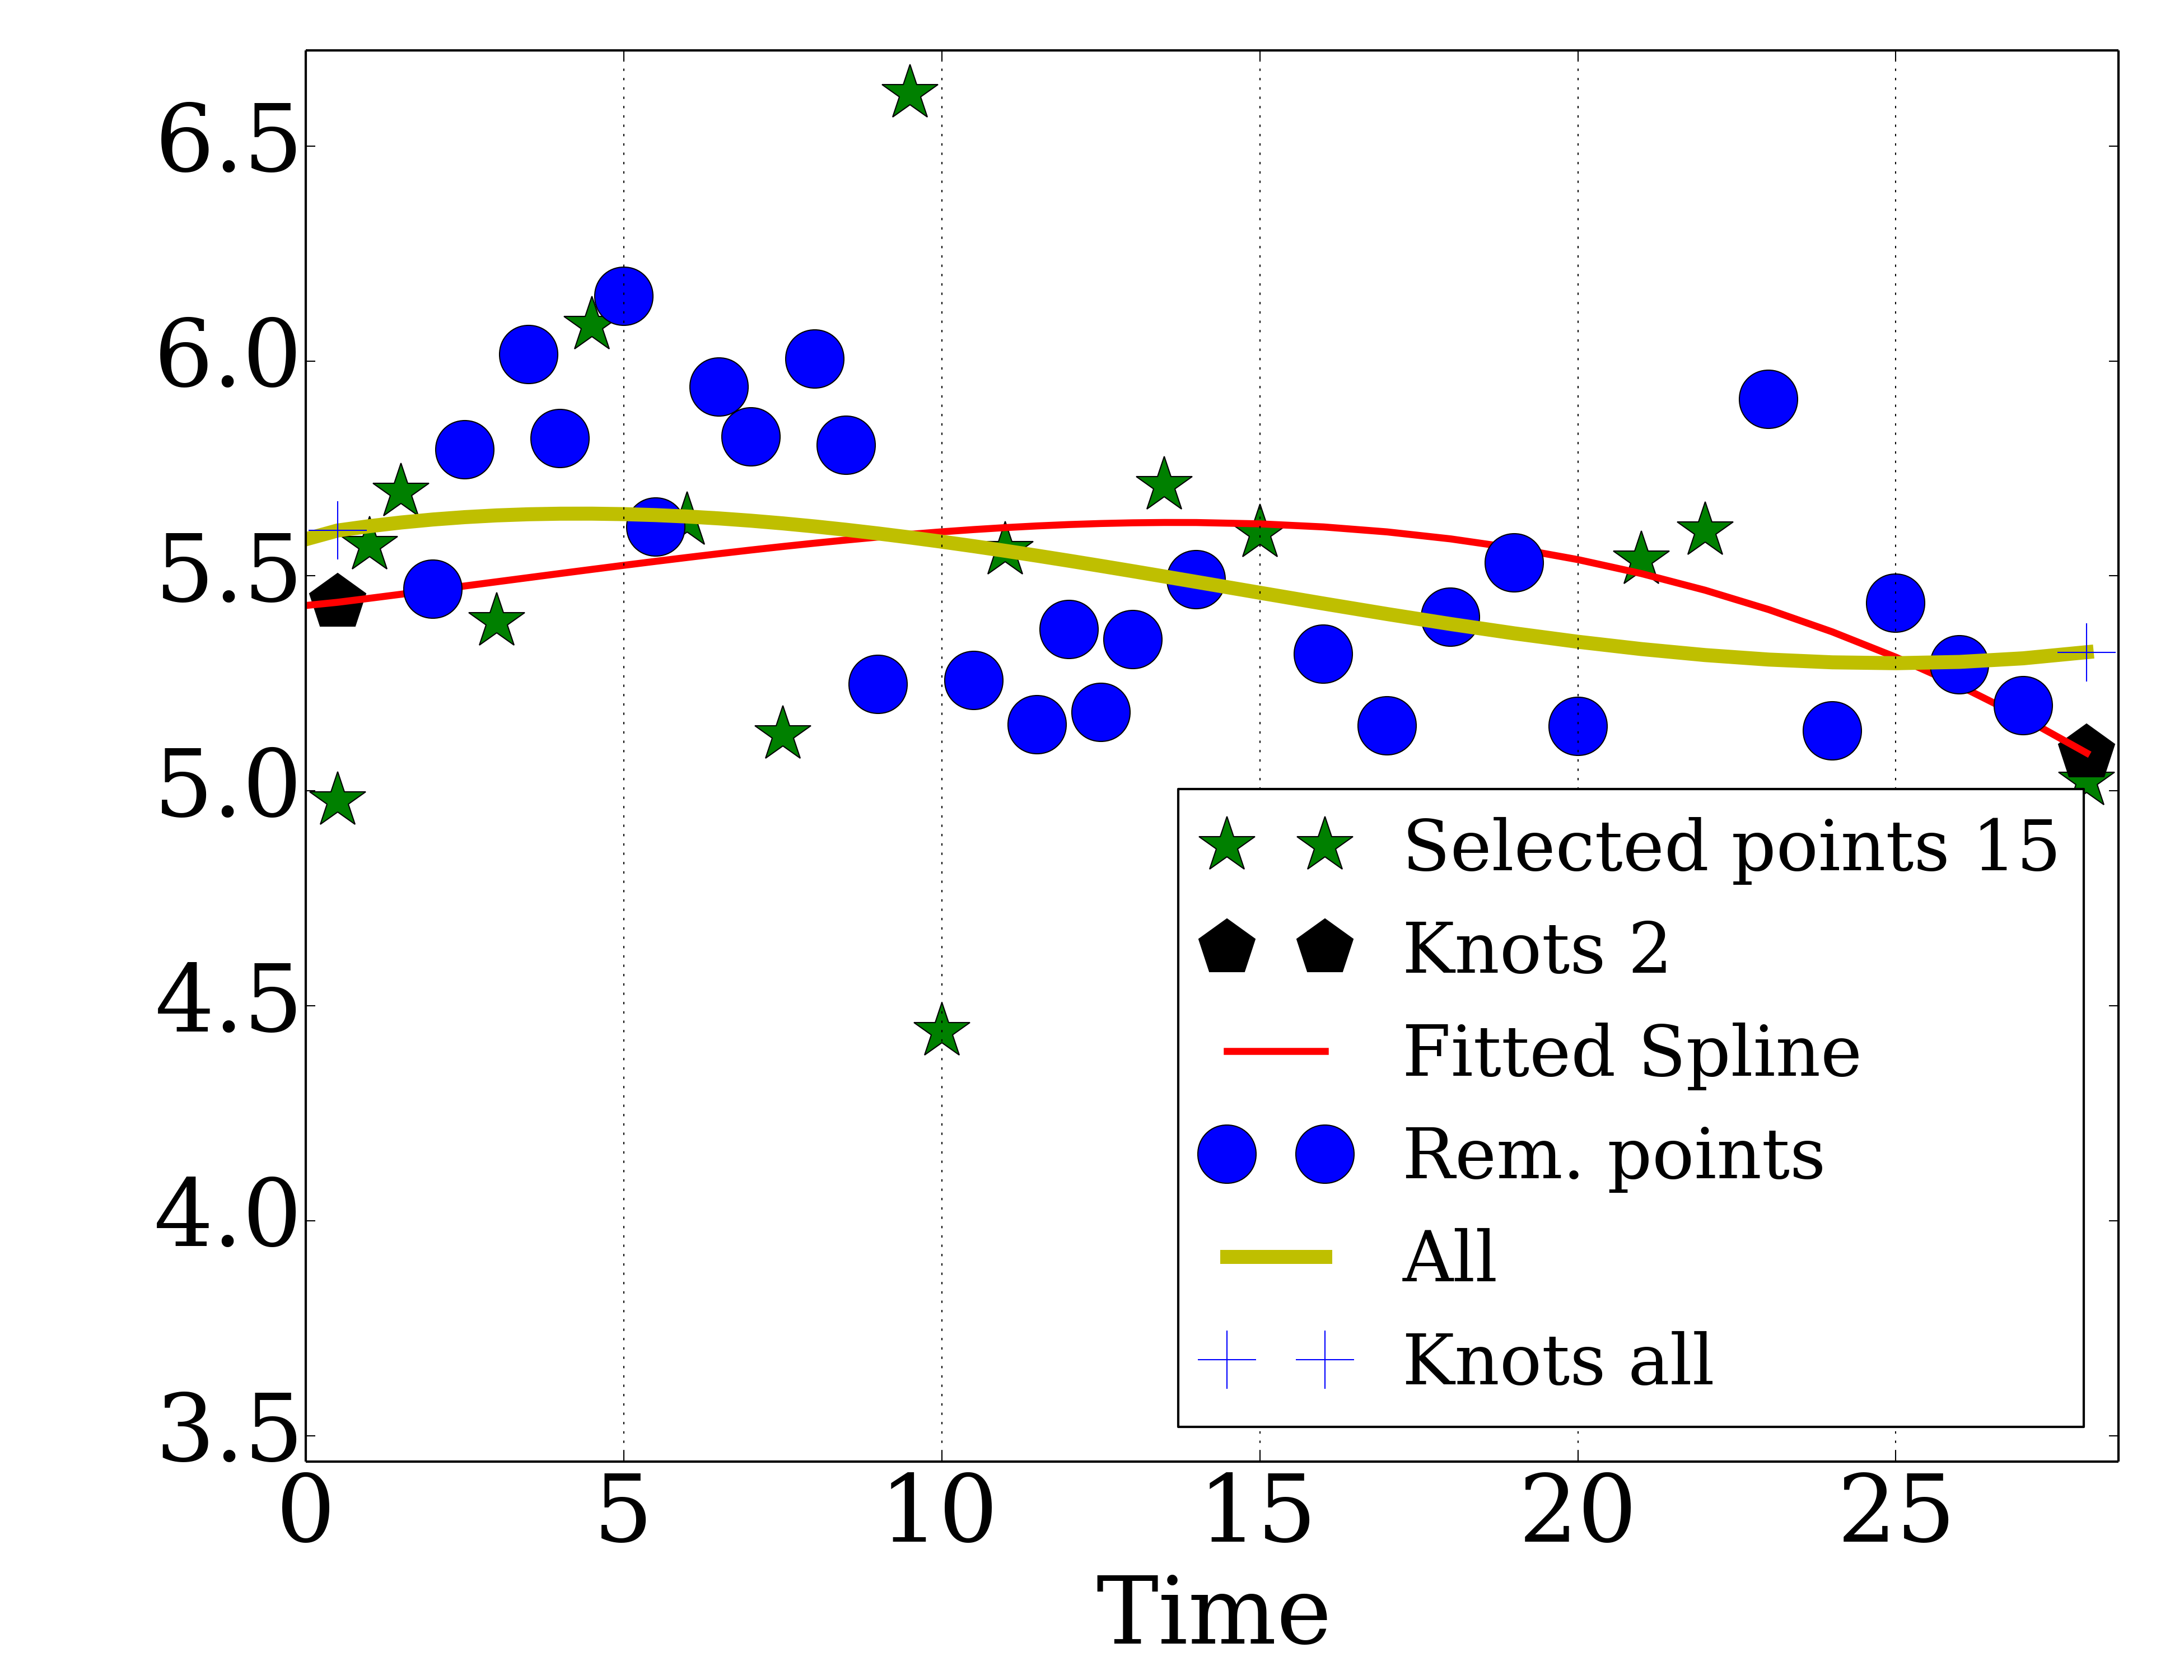 6.5
6.0
5.5
5.0
4.5
4.0
3.5
0 5 10 15 20 25
Time
Selected points 15
Knots 2
Fitted Spline
Rem. points
All
Knots all